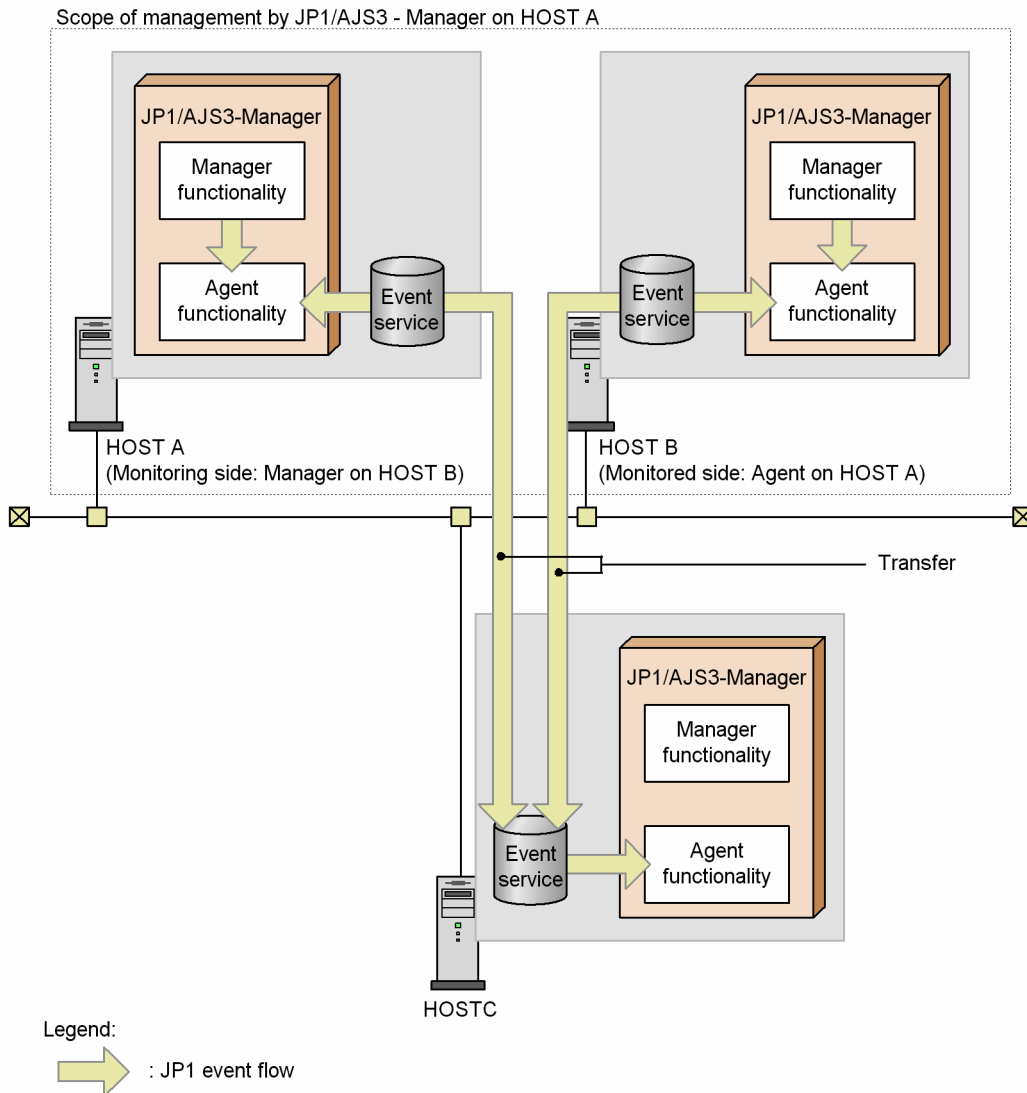 Scope of management by JP1/AJS3 - Manager on HOST A
JP1/AJS3-Manager
Manager
functionality
Agent
functionality
Event
service
HOST A
(Monitoring side: Manager on HOST B)
JP1/AJS3-Manager
Manager
functionality
Agent
functionality
Event
service
HOST B
(Monitored side: Agent on HOST A)
Transfer
JP1/AJS3-Manager
Manager
functionality
Agent
functionality
Event
service
HOSTC
Legend:
: JP1 event flow